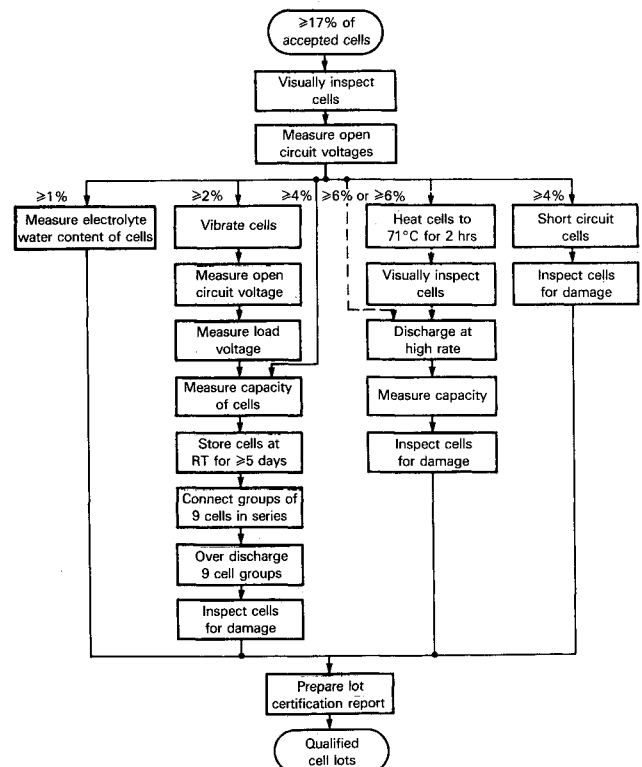 ≥17% of
accepted cells
Visually inspect
cells
Measure open
circuit voltages
≥1%
≥2%
≥4%
≥6% or ≥6%
≥4%
Measure electrolyte
water content of cells
Vibrate cells
Heat cells to
71°C for 2 hrs
Short circuit
cells
Measure open
circuit voltage
Visually inspect
cells
Inspect cells
for damage
Measure load
voltage
Discharge at
high rate
Measure capacity
of cells
Measure capacity
Store cells at
RT for ≥5 days
Inspect cells
for damage
Connect groups of
9 cells in series
Over discharge
9 cell groups
Inspect cells
for damage
Prepare lot
certification report
Qualified
cell lots